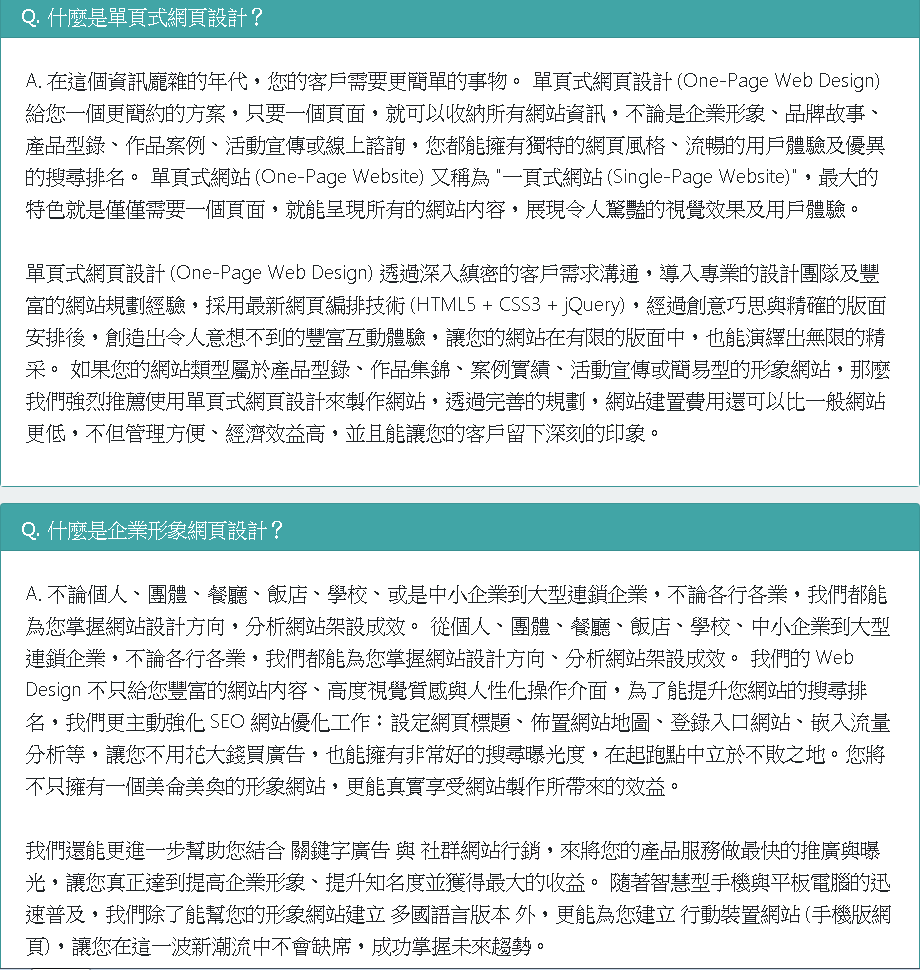 Q. 什麼是單頁式網頁設計？
A. 在這個資訊龐雜的年代，您的客戶需要更簡單的事物。 單頁式網頁設計 (One-Page Web Design)
給您一個更簡約的方案，只要一個頁面，就可以收納所有網站資訊，不論是企業形象、品牌故事、
產品型錄、作品案例、活動宣傳或線上諮詢，您都能擁有獨特的網頁風格、流暢的用戶體驗及優異
的搜尋排名。 單頁式網站 (One-Page Website) 又稱為 "一頁式網站 (Single-Page Website)"，最大的
特色就是僅僅需要一個頁面，就能呈現所有的網站內容，展現令人驚豔的視覺效果及用戶體驗。
單頁式網頁設計 (One-Page Web Design) 透過深入縝密的客戶需求溝通，導入專業的設計團隊及豐
富的網站規劃經驗，採用最新網頁編排技術 (HTML5 + CSS3 + jQuery)，經過創意巧思與精確的版面
安排後，創造出令人意想不到的豐富互動體驗，讓您的網站在有限的版面中，也能演繹出無限的精
采。 如果您的網站類型屬於產品型錄、作品集錦、案例實績、活動宣傳或簡易型的形象網站，那麼
我們強烈推薦使用單頁式網頁設計來製作網站，透過完善的規劃，網站建置費用還可以比一般網站
更低，不但管理方便、經濟效益高，並且能讓您的客戶留下深刻的印象。
Q. 什麼是企業形象網頁設計？
A. 不論個人、團體、餐廳、飯店、學校、或是中小企業到大型連鎖企業，不論各行各業，我們都能
為您掌握網站設計方向，分析網站架設成效。 從個人、團體、餐廳、飯店、學校、中小企業到大型
連鎖企業，不論各行各業，我們都能為您掌握網站設計方向、分析網站架設成效。 我們的 Web
Design 不只給您豐富的網站內容、高度視覺質感與人性化操作介面，為了能提升您網站的搜尋排
名，我們更主動強化 SEO 網站優化工作：設定網頁標題、佈置網站地圖、登錄入口網站、嵌入流量
分析等，讓您不用花大錢買廣告，也能擁有非常好的搜尋曝光度，在起跑點中立於不敗之地。您將
不只擁有一個美侖美奐的形象網站，更能真實享受網站製作所帶來的效益。
我們還能更進一步幫助您結合 關鍵字廣告 與 社群網站行銷，來將您的產品服務做最快的推廣與曝
光，讓您真正達到提高企業形象、提升知名度並獲得最大的收益。 隨著智慧型手機與平板電腦的迅
速普及，我們除了能幫您的形象網站建立 多國語言版本 外，更能為您建立 行動裝置網站 (手機版網
頁)，讓您在這一波新潮流中不會缺席，成功掌握未來趨勢。